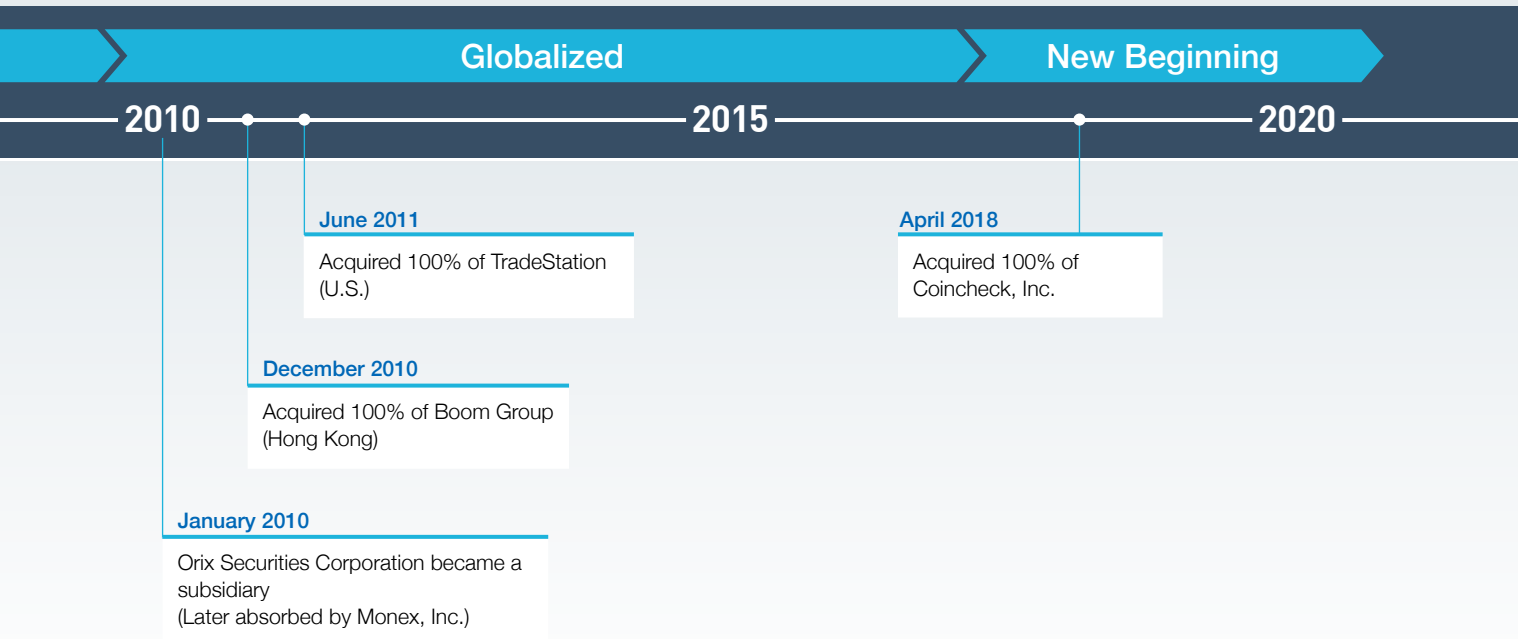 Globalized
New Beginning
2010
2015
2020
June 2011
Acquired 100% of TradeStation
(U.S.)
April 2018
Acquired 100% of
Coincheck, Inc.
December 2010
Acquired 100% of Boom Group
(Hong Kong)
January 2010
Orix Securities Corporation became a
subsidiary
(Later absorbed by Monex, Inc.)